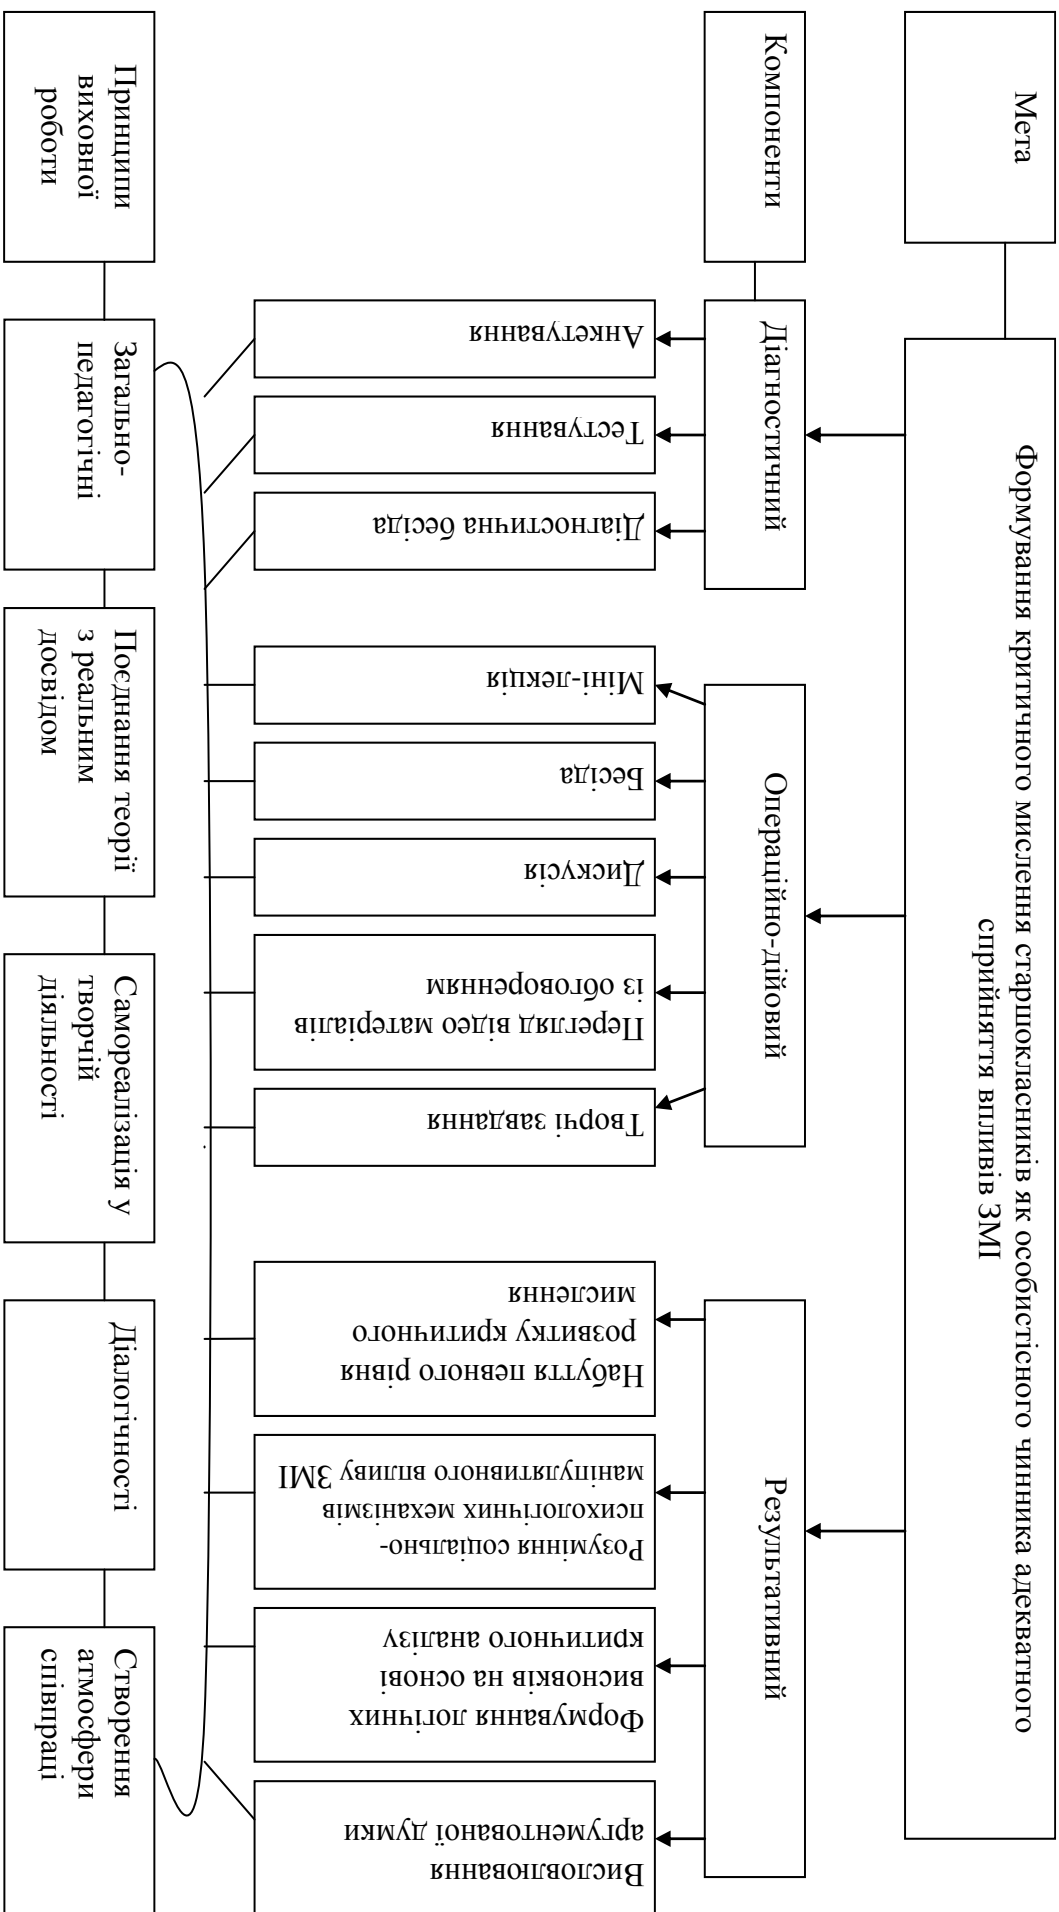 Мета
Формування критичного мислення старшокласників як особистісного чинника адекватного
сприйняття впливів ЗМІ
Компоненти
Діагностичний
Операційно-дійовий
Результативний
Анкетування
Тестування
Діагностична бесіда
Міні-лекція
Бесіда
Дискусія
Перегляд відео матеріалів
із обговоренням
Творчі завдання
Набуття певного рівня
розвитку критичного
мислення
Розуміння соціально-
психологічних механізмів
маніпулятивного впливу ЗМІ
Формування логічних
висновків на основі
критичного аналізу
Висловлювання
аргументованої думки
Принципи
виховної
роботи
Загально-
педагогічні
Поєднання теорії
з реальним
досвідом
Самореалізація у
творчій
діяльності
Діалогічності
Створення
атмосфери
співпраці